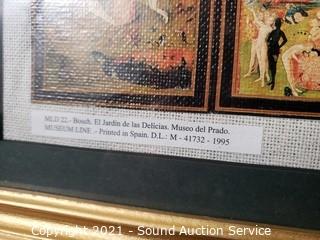 MLD 22.- Bosch. El Jardín de las Delicias. Museo del Prado.
MUSEUM LINE. - Printed in Spain. D.L.: M - 41732 - 1995
Copyright 2021 - Sound Auction Service